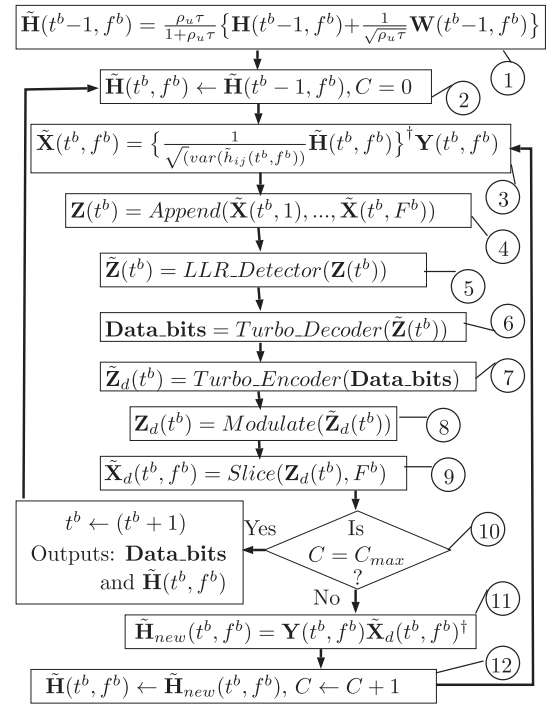 H̃(t^b−1, f^b) = ρ_uτ/(1+ρ_uτ) {H(t^b−1, f^b)+ 1/√(ρ_uτ) W(t^b−1, f^b)}
1
H̃(t^b, f^b) ← H̃(t^b − 1, f^b), C = 0
2
X̃(t^b, f^b) = {1/√(var(h̃_ij(t^b,f^b)) H̃(t^b, f^b)}^† Y(t^b, f^b)
3
Z(t^b) = Append(X̃(t^b, 1), ..., X̃(t^b, F^b))
4
Z̃(t^b) = LLR_Detector(Z(t^b))
5
Data_bits = Turbo_Decoder(Z̃(t^b))
6
Z̃_d(t^b) = Turbo_Encoder(Data_bits)
7
Z_d(t^b) = Modulate(Z̃_d(t^b))
8
X̃_d(t^b, f^b) = Slice(Z_d(t^b), F^b)
9
t^b ← (t^b + 1)
Outputs: Data_bits
and H̃(t^b, f^b)
Yes
Is
C = C_max
?
10
No
11
H̃_new(t^b, f^b) = Y(t^b, f^b)X̃_d(t^b, f^b)^†
12
H̃(t^b, f^b) ← H̃_new(t^b, f^b), C ← C + 1